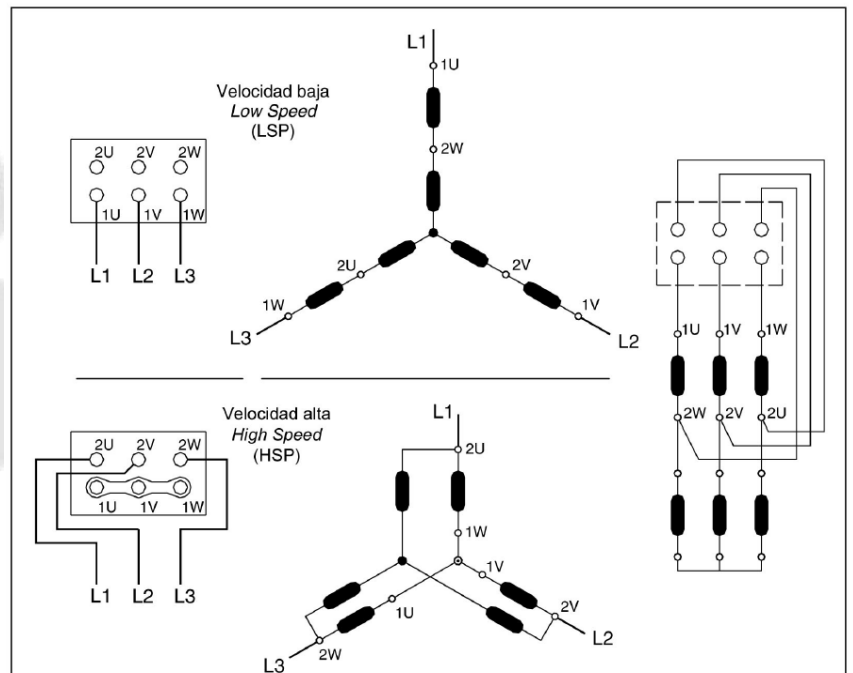 Velocidad baja
Low Speed
(LSP)
2U 2V 2W
1U 1V 1W
L1 L2 L3
L1
1U
2W
2U
2V
1W
1V
L3
L2
1U 1V 1W
2W 2V 2U
Velocidad alta
High Speed
(HSP)
2U 2V 2W
1U 1V 1W
L1 L2 L3
L1
2U
1W
1V
1U
2V
2W
L2
L3